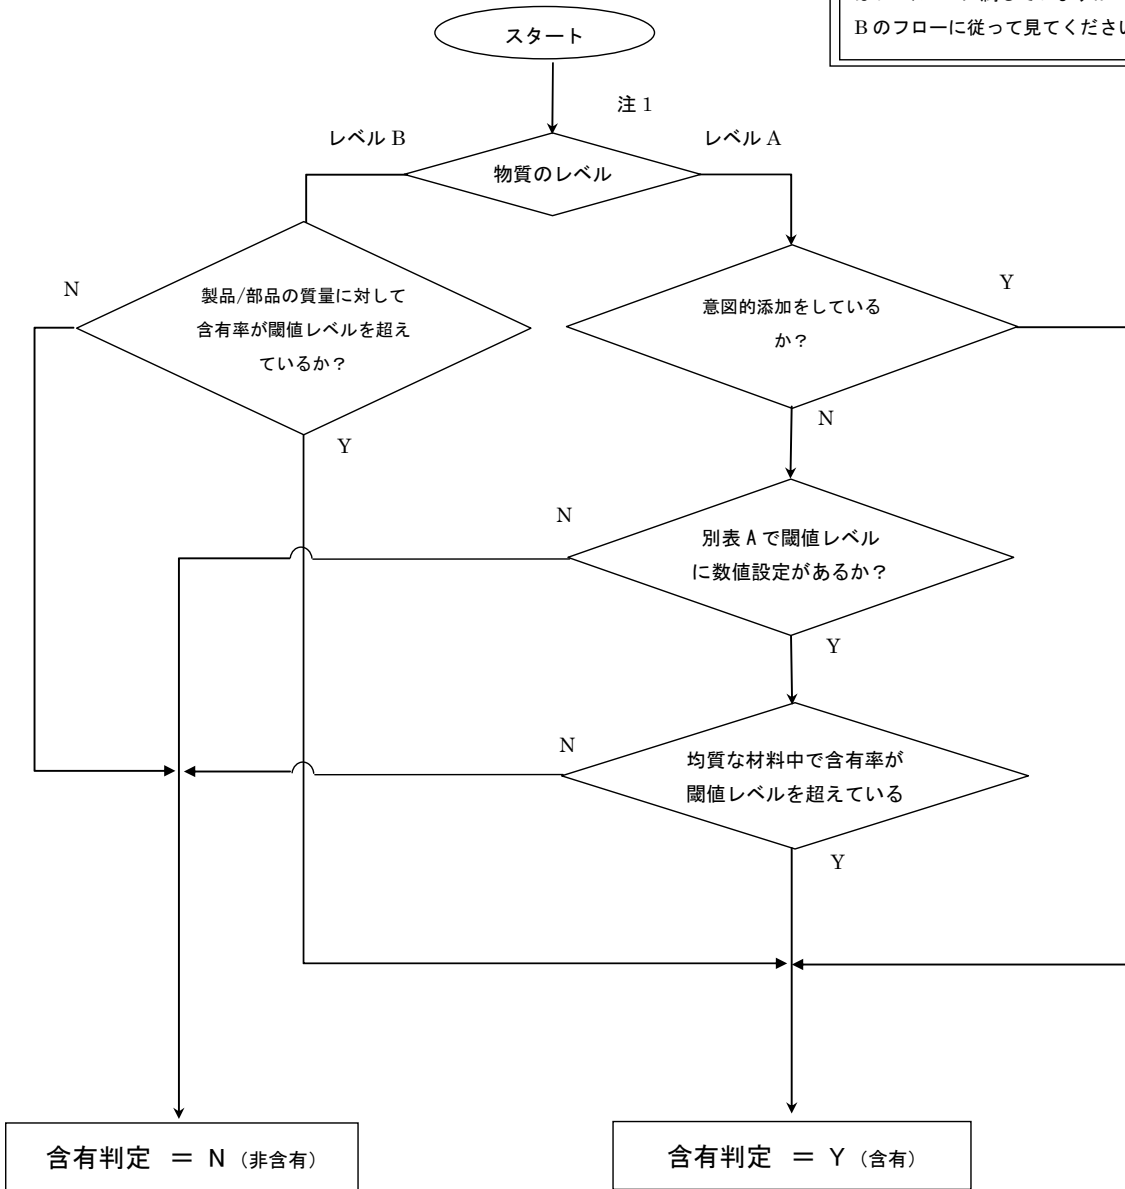 Bのフローに従って見てくださ
スタート
注1
レベルB
レベルA
物質のレベル
N
製品/部品の質量に対して
含有率が閾値レベルを超え
ているか？
Y
意図的添加をしている
か？
Y
N
N
別表Aで閾値レベル
に数値設定があるか？
Y
N
均質な材料中で含有率が
閾値レベルを超えている
Y
含有判定 ＝ N（非含有）
含有判定 ＝ Y（含有）